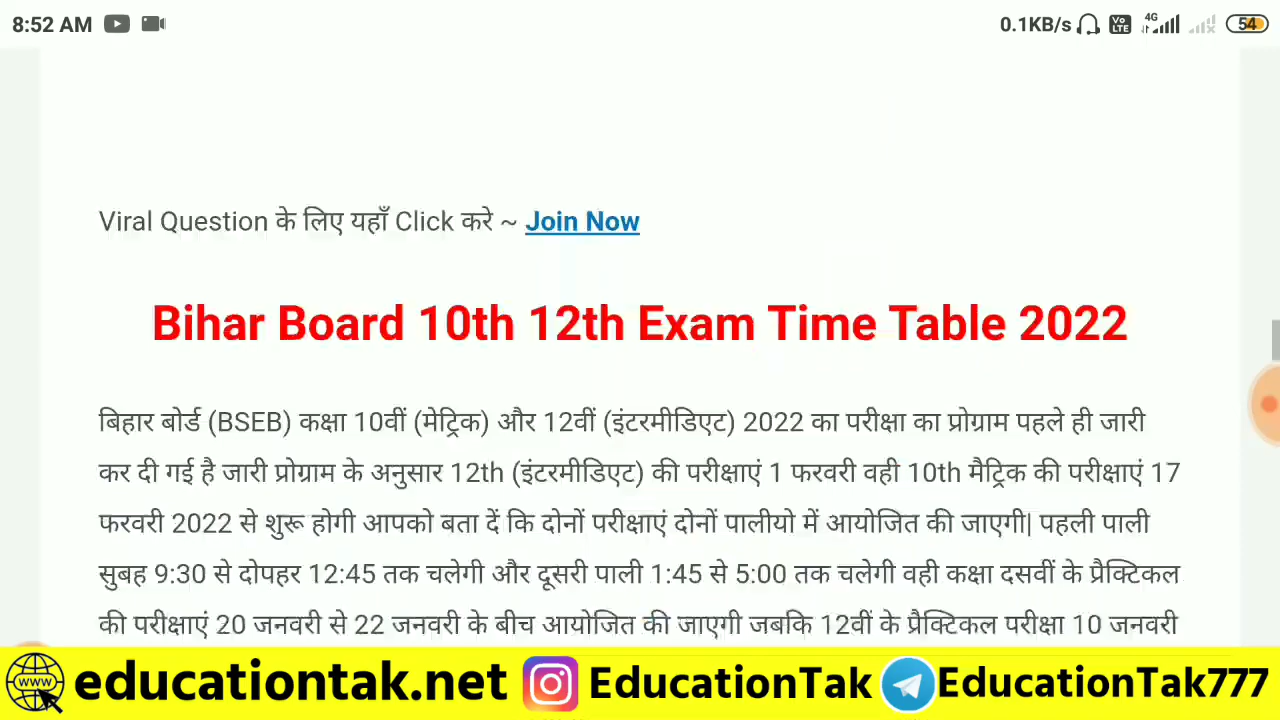 8:52 AM 0.1KB/s Vo LTE 4G 54
Viral Question के लिए यहाँ Click करे ~ Join Now
Bihar Board 10th 12th Exam Time Table 2022
बिहार बोर्ड (BSEB) कक्षा 10वीं (मेट्रिक) और 12वीं (इंटरमीडिएट) 2022 का परीक्षा का प्रोग्राम पहले ही जारी
कर दी गई है जारी प्रोग्राम के अनुसार 12th (इंटरमीडिएट) की परीक्षाएं 1 फरवरी वही 10th मैट्रिक की परीक्षाएं 17
फरवरी 2022 से शुरू होगी आपको बता दें कि दोनों परीक्षाएं दोनों पालीयो में आयोजित की जाएगी| पहली पाली
सुबह 9:30 से दोपहर 12:45 तक चलेगी और दूसरी पाली 1:45 से 5:00 तक चलेगी वही कक्षा दसवीं के प्रैक्टिकल
की परीक्षाएं 20 जनवरी से 22 जनवरी के बीच आयोजित की जाएगी जबकि 12वीं के प्रैक्टिकल परीक्षा 10 जनवरी
www educationtak.net EducationTak EducationTak777